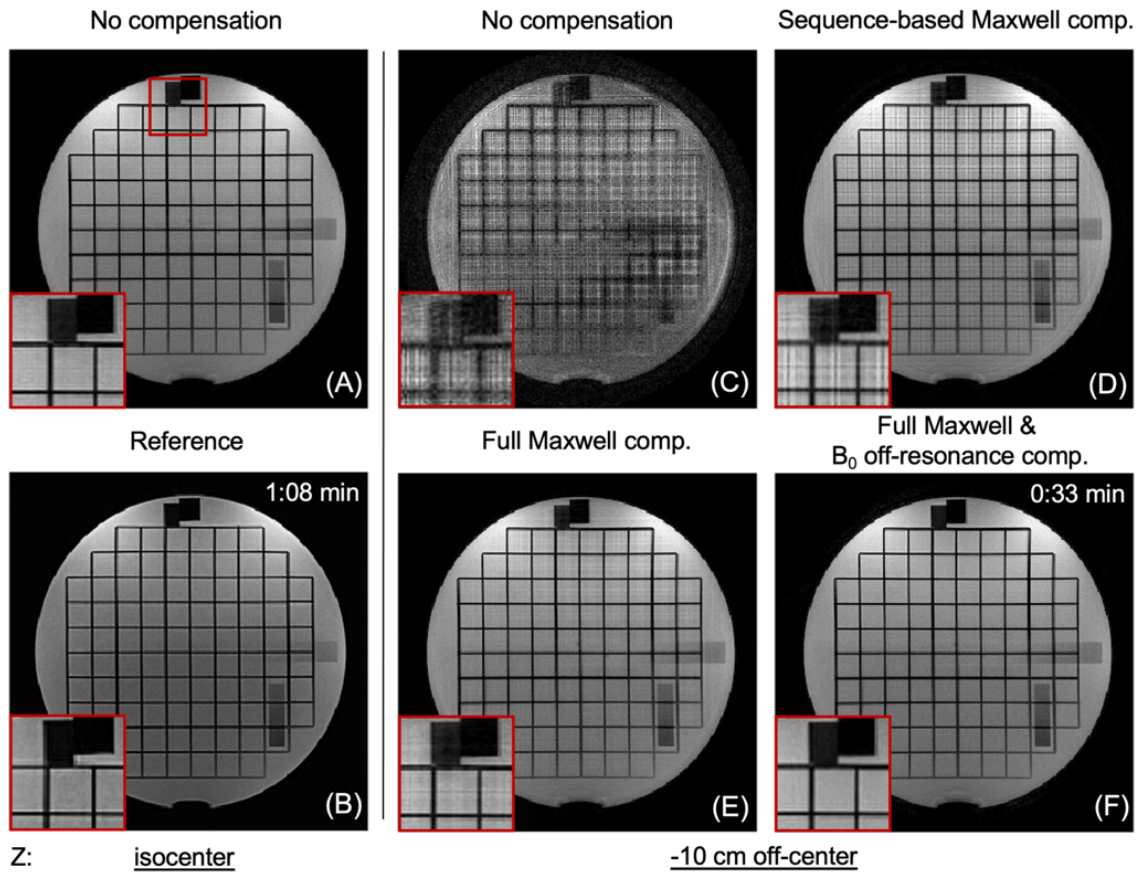 No compensation
No compensation
Sequence-based Maxwell comp.
(A)
(C)
(D)
Reference
Full Maxwell comp.
Full Maxwell &
B₀ off-resonance comp.
1:08 min
0:33 min
(B)
(E)
(F)
Z:
isocenter
-10 cm off-center